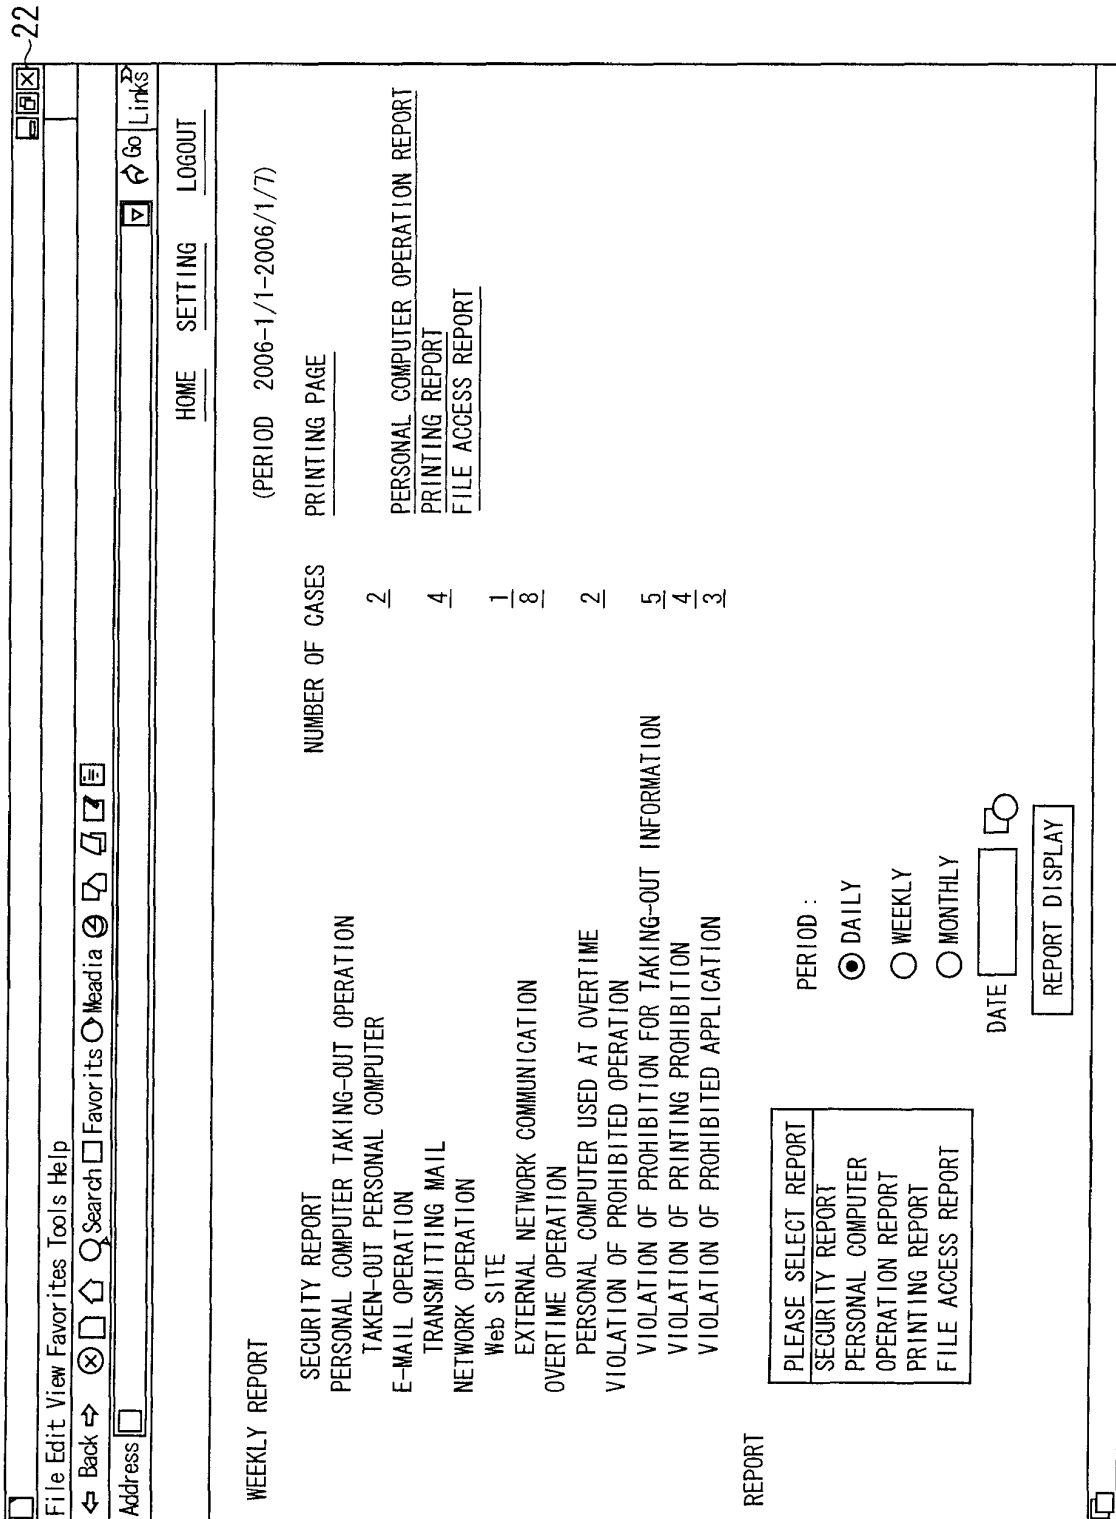 22
File Edit View Favorites Tools Help
Back Search Favorits Meadia
Address Go Links
HOME SETTING LOGOUT
WEEKLY REPORT (PERIOD 2006-1/1-2006/1/7)
SECURITY REPORT NUMBER OF CASES PRINTING PAGE
PERSONAL COMPUTER TAKING-OUT OPERATION
TAKEN-OUT PERSONAL COMPUTER 2
E-MAIL OPERATION PERSONAL COMPUTER OPERATION REPORT
TRANSMITTING MAIL 4 PRINTING REPORT
NETWORK OPERATION FILE ACCESS REPORT
Web SITE 1
EXTERNAL NETWORK COMMUNICATION 8
OVERTIME OPERATION
PERSONAL COMPUTER USED AT OVERTIME 2
VIOLATION OF PROHIBITED OPERATION
VIOLATION OF PROHIBITION FOR TAKING-OUT INFORMATION 5
VIOLATION OF PRINTING PROHIBITION 4
VIOLATION OF PROHIBITED APPLICATION 3
REPORT
PLEASE SELECT REPORT
SECURITY REPORT
PERSONAL COMPUTER
OPERATION REPORT
PRINTING REPORT
FILE ACCESS REPORT
PERIOD:
DAILY
WEEKLY
MONTHLY
DATE
REPORT DISPLAY